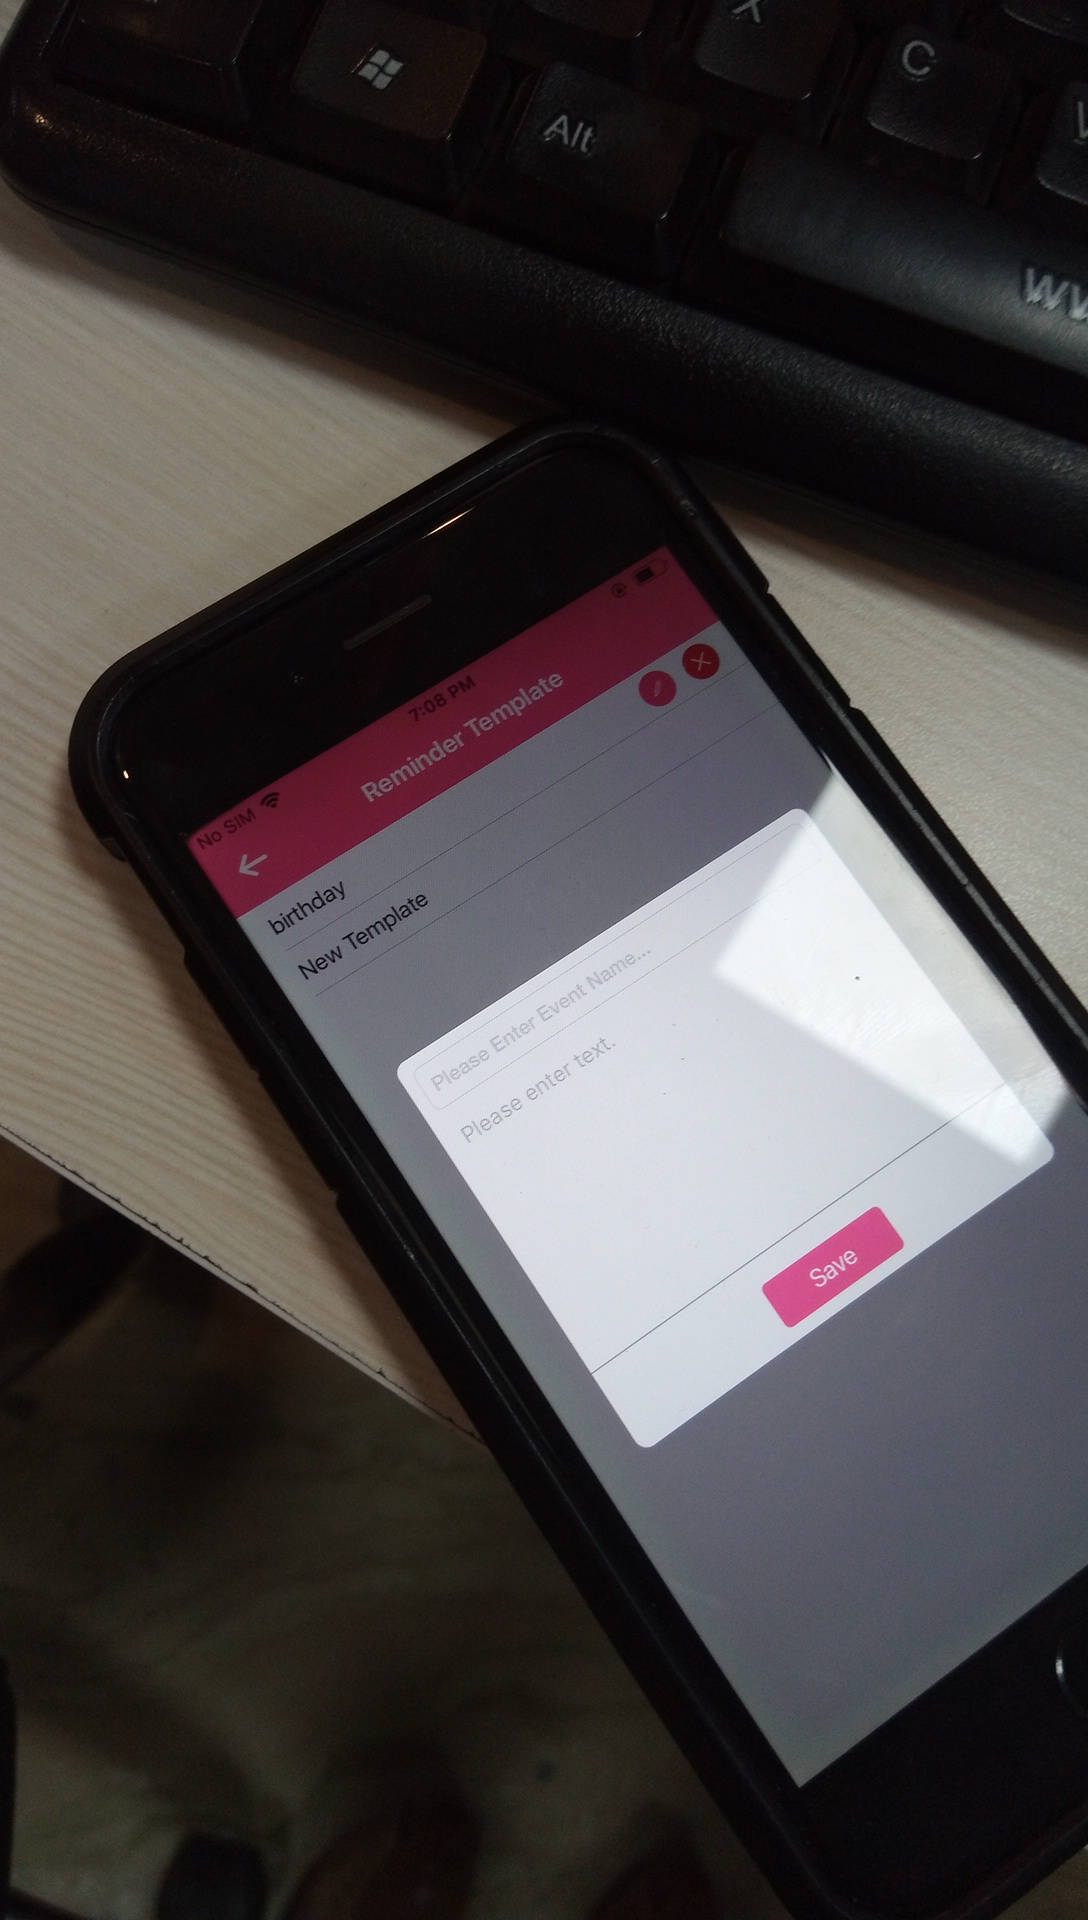 X
C
Alt
No SIM
7:08 PM
Reminder Template
birthday
New Template
Please Enter Event Name...
Please enter text.
Save